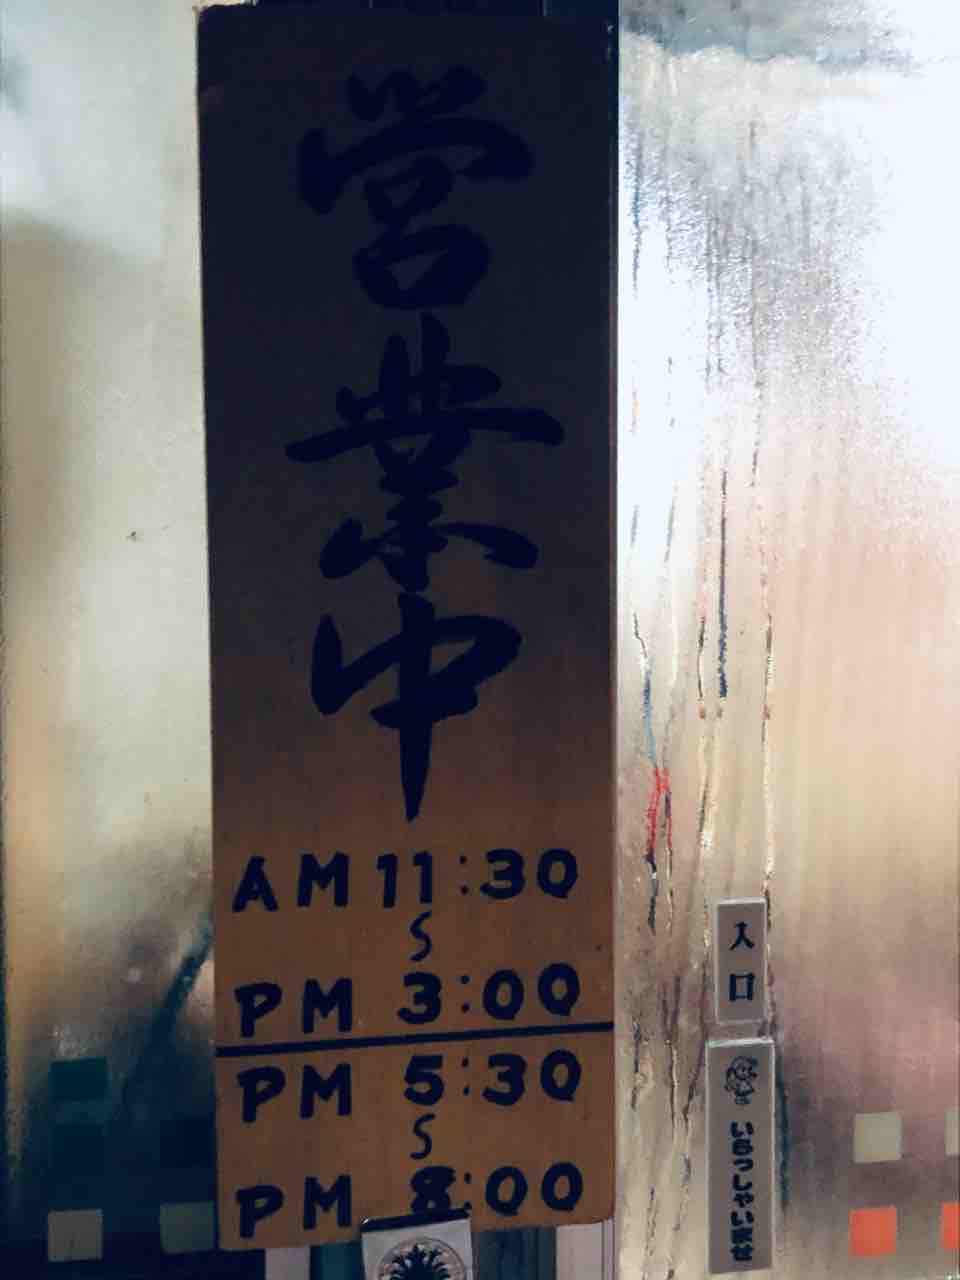 営業中
AM 11:30
〜
PM 3:00
PM 5:30
〜
PM 8:00
入口
いらっしゃいませ